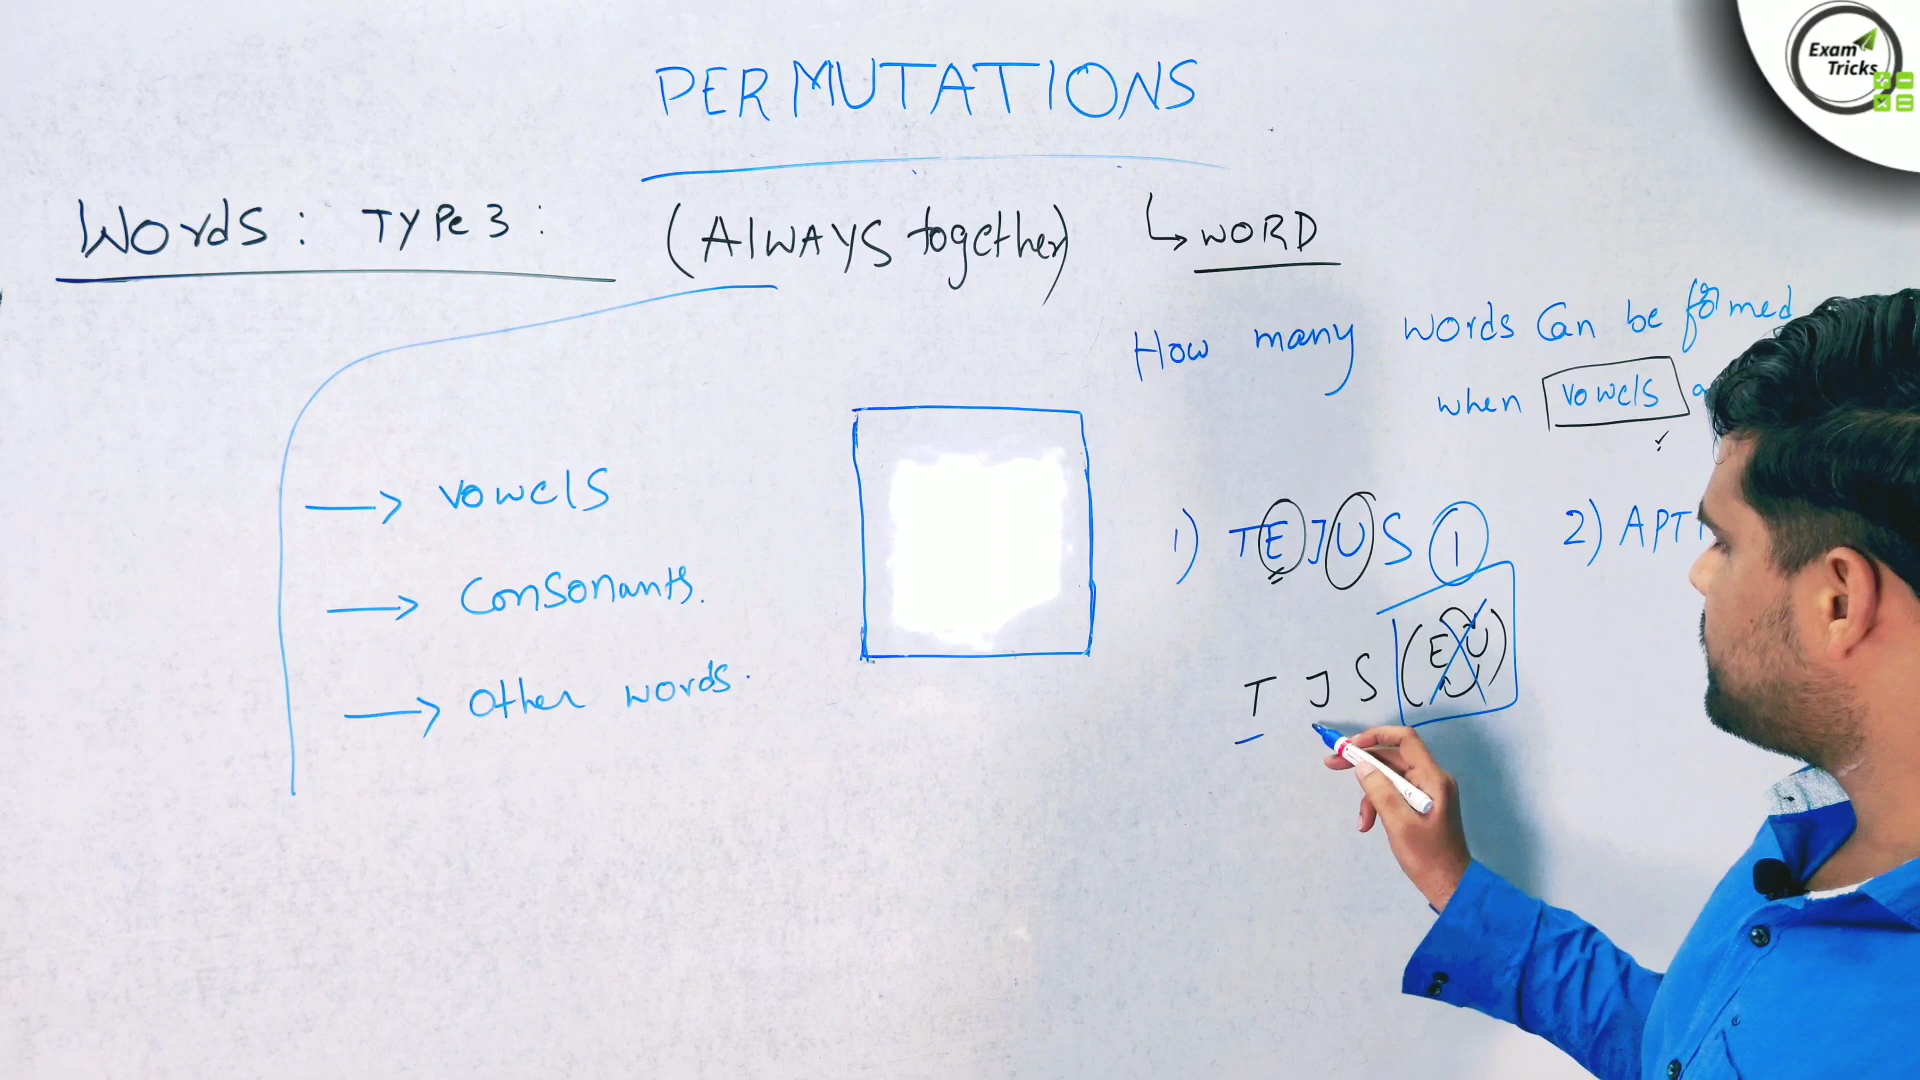 Exam
Tricks
PERMUTATIONS
Words: TYPe 3: (AlWAYS together) WORD
How many words Can be formed
when vowels
→ vowels
→ Consonants.
→ Other words.
1) TEJUS 1
2) APTI
T J S (E U)